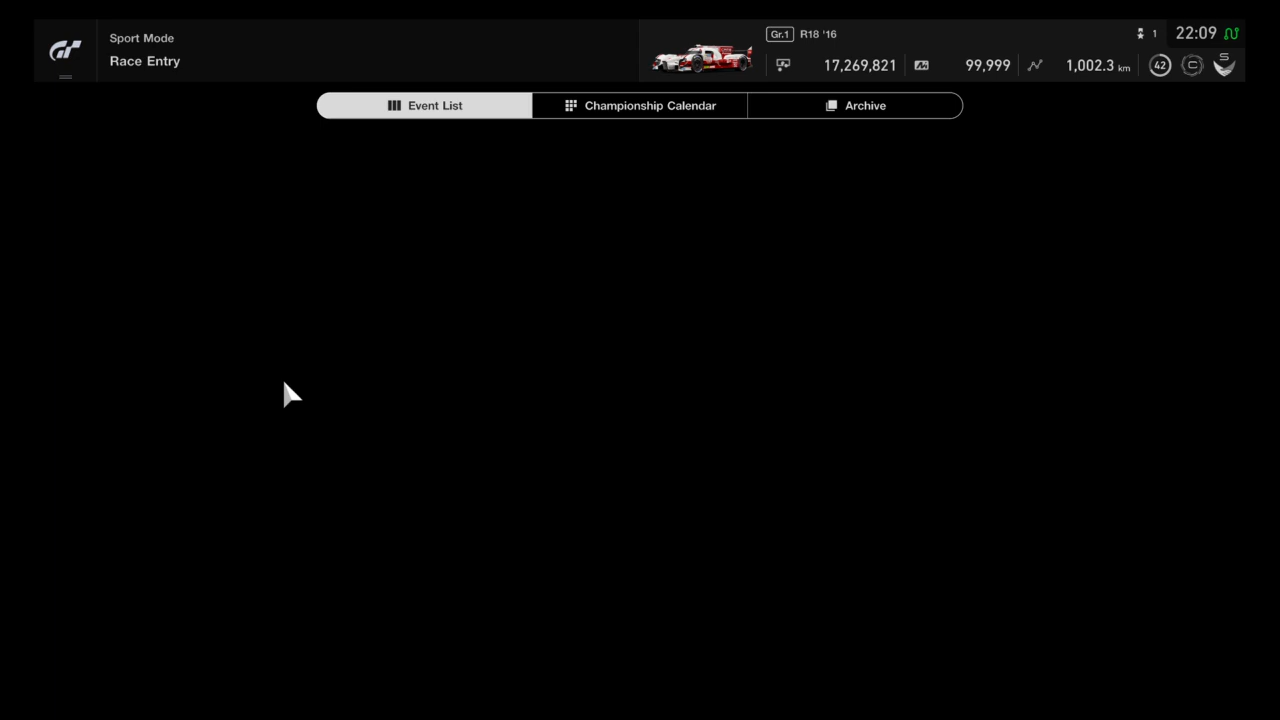 Sport Mode
Race Entry
Gr.1 R18 '16
1 22:09
17,269,821 99,999 1,002.3 km 42 C S
Event List Championship Calendar Archive